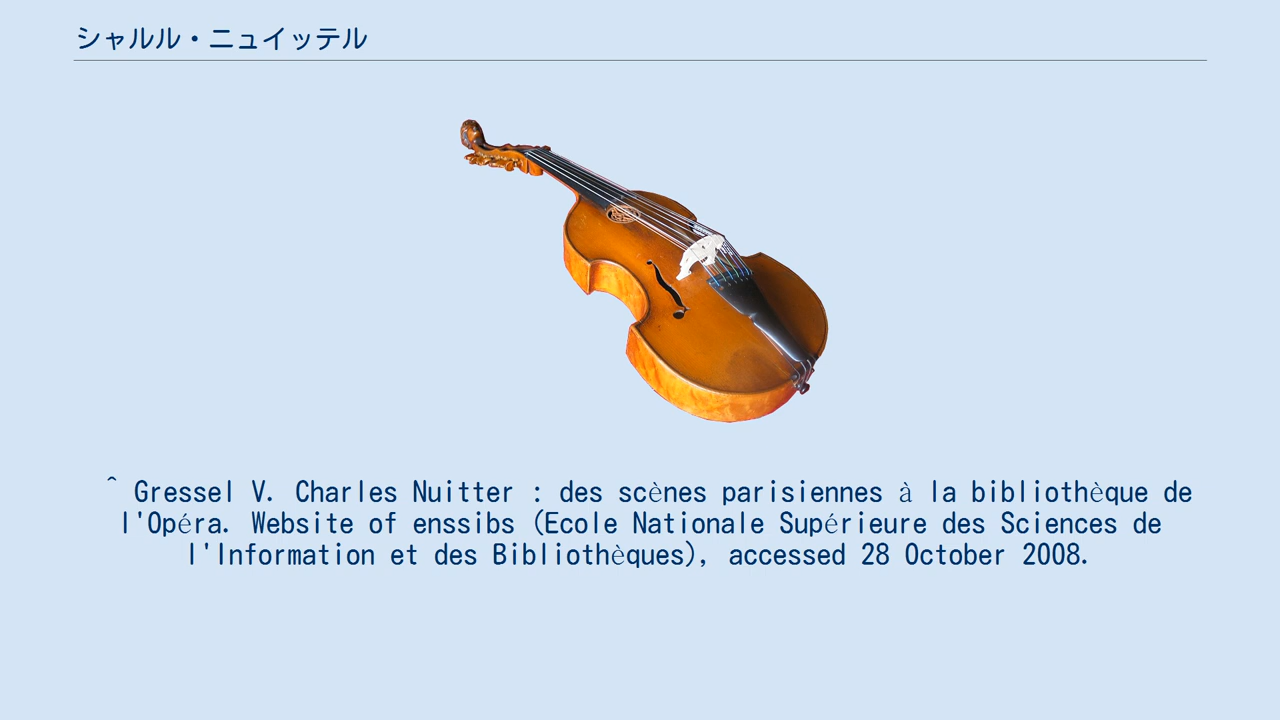 シャルル・ニュイッテル
^ Gressel V. Charles Nuitter : des scènes parisiennes à la bibliothèque de
l'Opéra. Website of enssibs (Ecole Nationale Supérieure des Sciences de
l'Information et des Bibliothèques), accessed 28 October 2008.